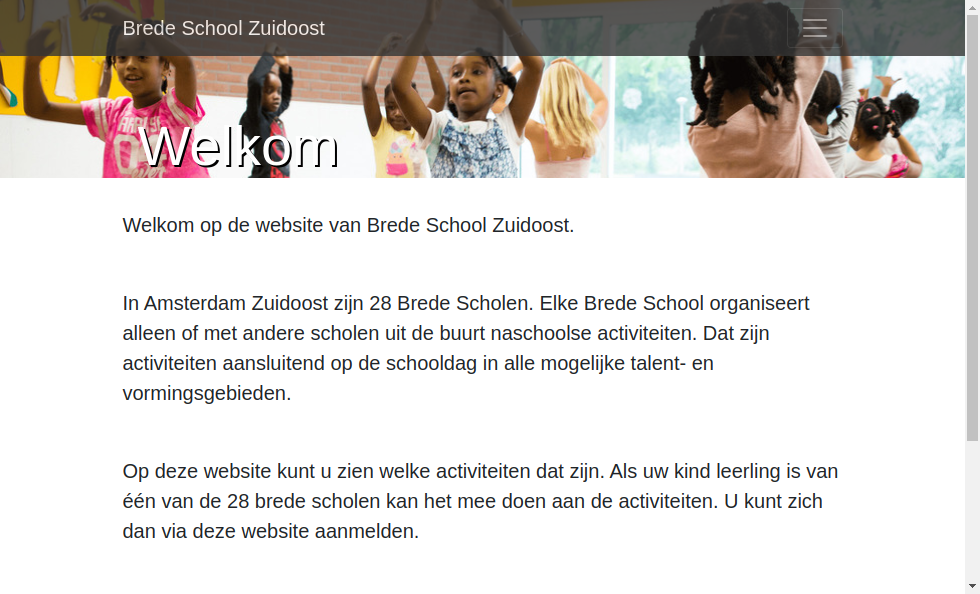 Brede School Zuidoost
Welkom
Welkom op de website van Brede School Zuidoost.
In Amsterdam Zuidoost zijn 28 Brede Scholen. Elke Brede School organiseert
alleen of met andere scholen uit de buurt naschoolse activiteiten. Dat zijn
activiteiten aansluitend op de schooldag in alle mogelijke talent- en
vormingsgebieden.
Op deze website kunt u zien welke activiteiten dat zijn. Als uw kind leerling is van
één van de 28 brede scholen kan het mee doen aan de activiteiten. U kunt zich
dan via deze website aanmelden.